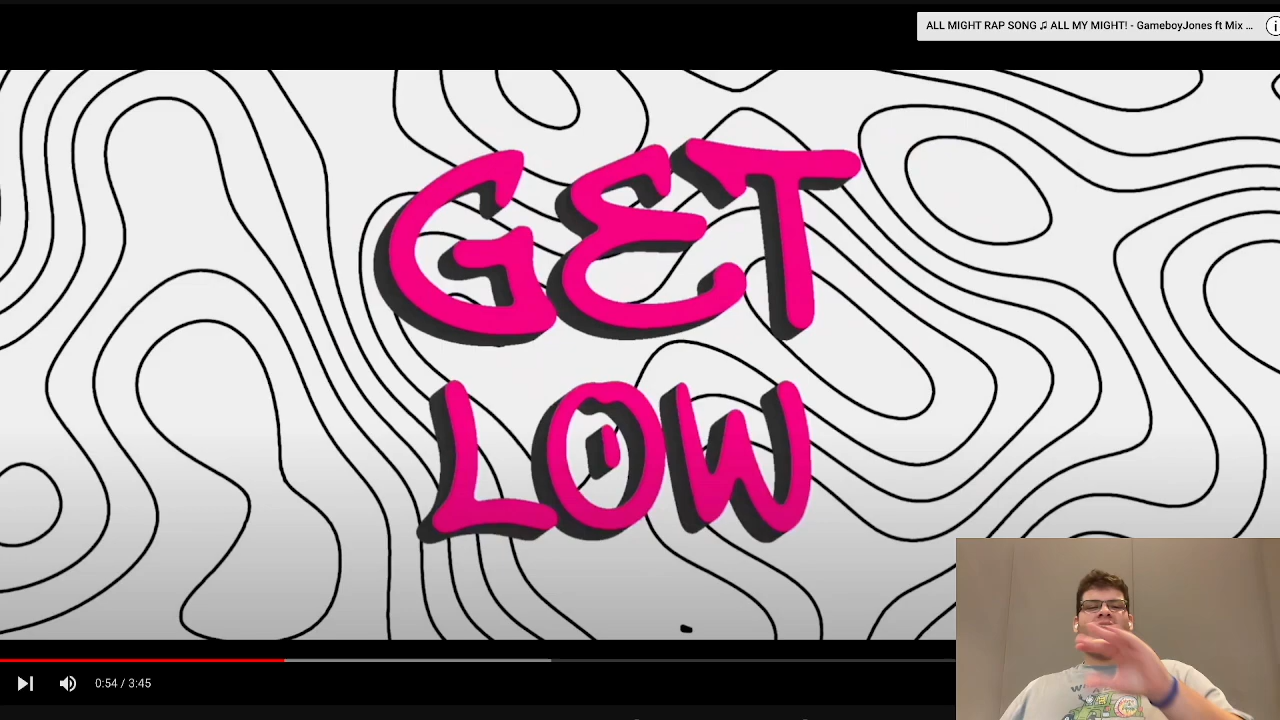 ALL MIGHT RAP SONG ♫ ALL MY MIGHT! - GameboyJones ft Mix ...
GET
LOW
0:54 / 3:45